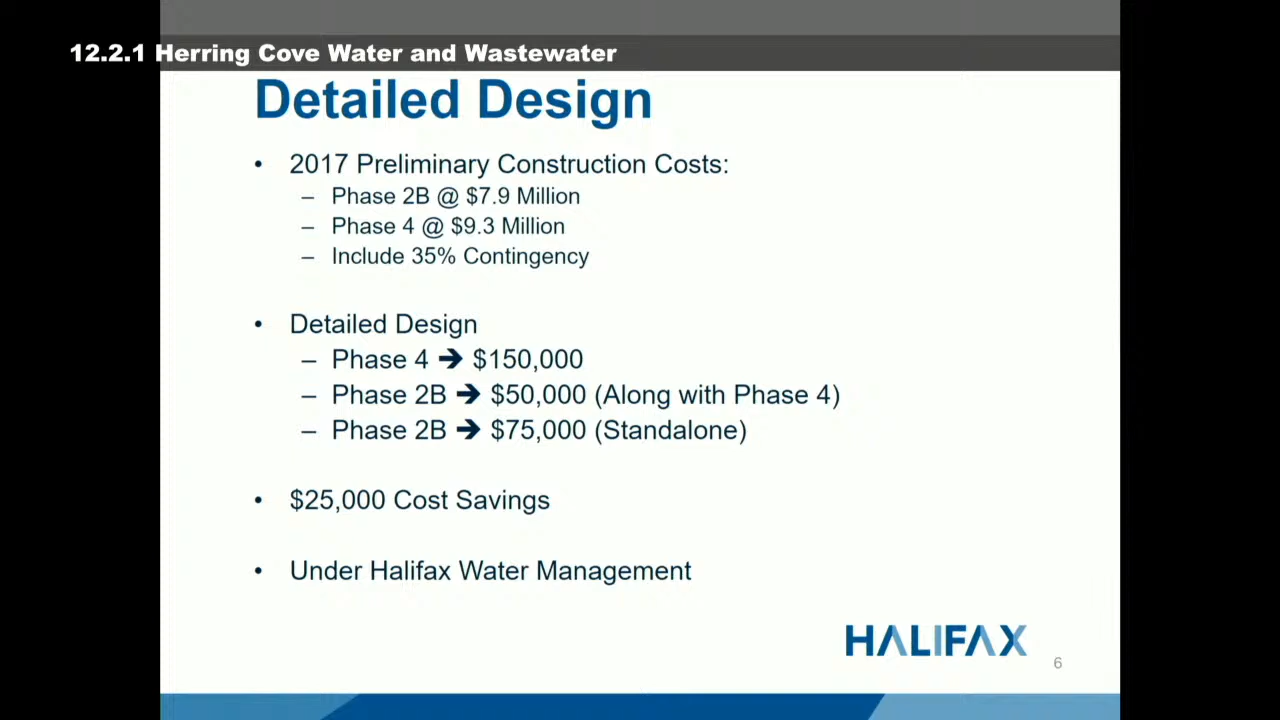 12.2.1 Herring Cove Water and Wastewater
Detailed Design
• 2017 Preliminary Construction Costs:
– Phase 2B @ $7.9 Million
– Phase 4 @ $9.3 Million
– Include 35% Contingency
• Detailed Design
– Phase 4 → $150,000
– Phase 2B → $50,000 (Along with Phase 4)
– Phase 2B → $75,000 (Standalone)
• $25,000 Cost Savings
• Under Halifax Water Management
HALIFAX
6